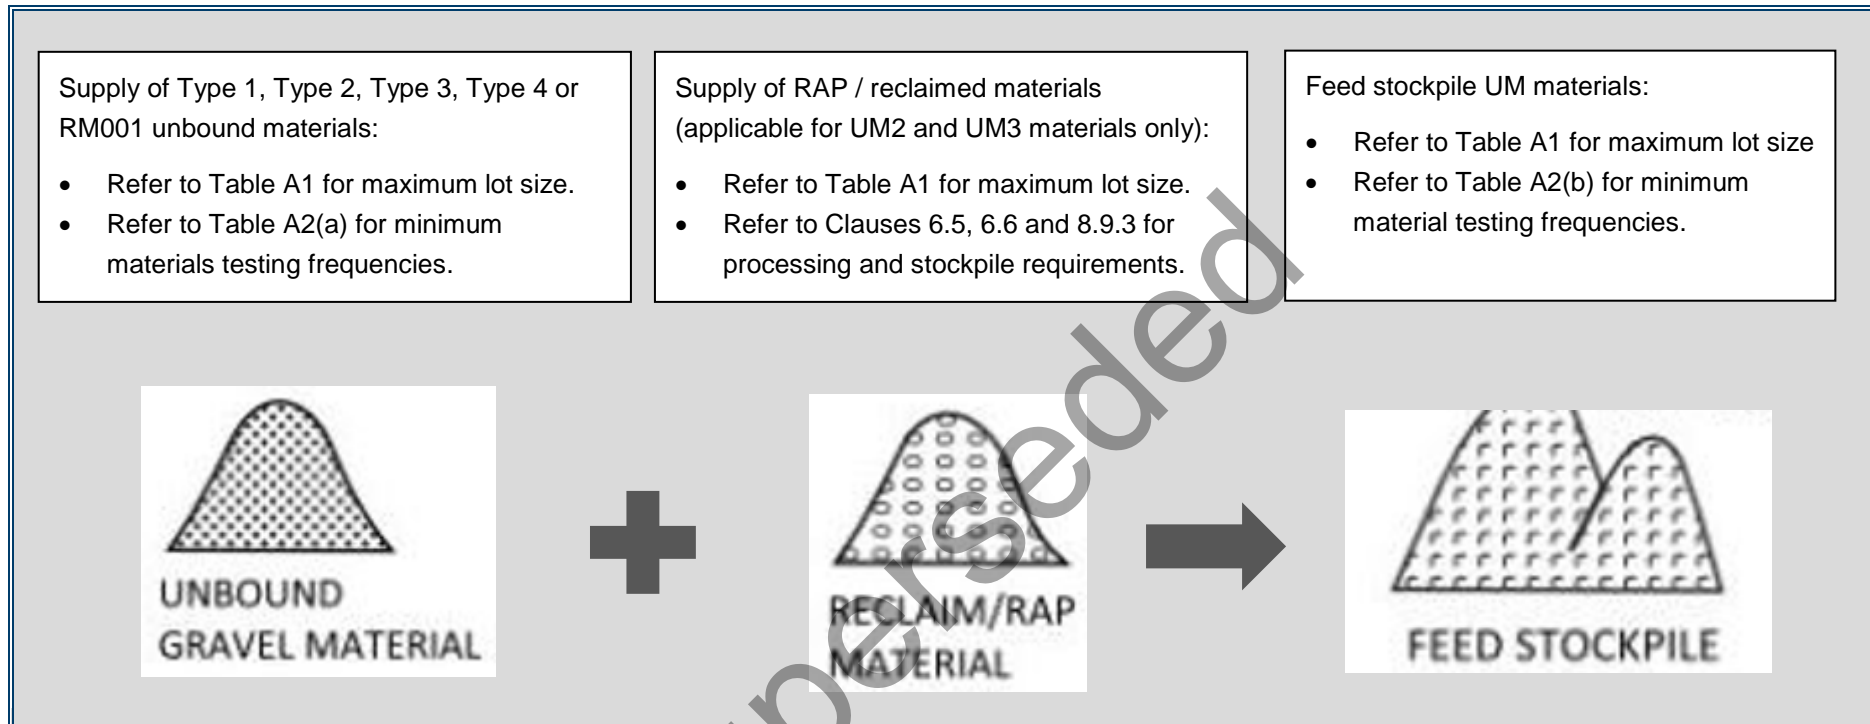 Supply of Type 1, Type 2, Type 3, Type 4 or
RM001 unbound materials:
• Refer to Table A1 for maximum lot size.
• Refer to Table A2(a) for minimum
materials testing frequencies.
Supply of RAP / reclaimed materials
(applicable for UM2 and UM3 materials only):
• Refer to Table A1 for maximum lot size.
• Refer to Clauses 6.5, 6.6 and 8.9.3 for
processing and stockpile requirements.
Feed stockpile UM materials:
• Refer to Table A1 for maximum lot size
• Refer to Table A2(b) for minimum
material testing frequencies.
UNBOUND
GRAVEL MATERIAL
RECLAIM/RAP
MATERIAL
FEED STOCKPILE
perseded